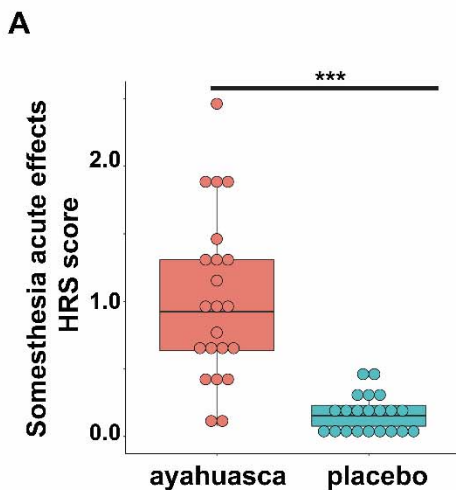 A
***
Somesthesia acute effects
HRS score
2.0
1.0
0.0
ayahuasca
placebo